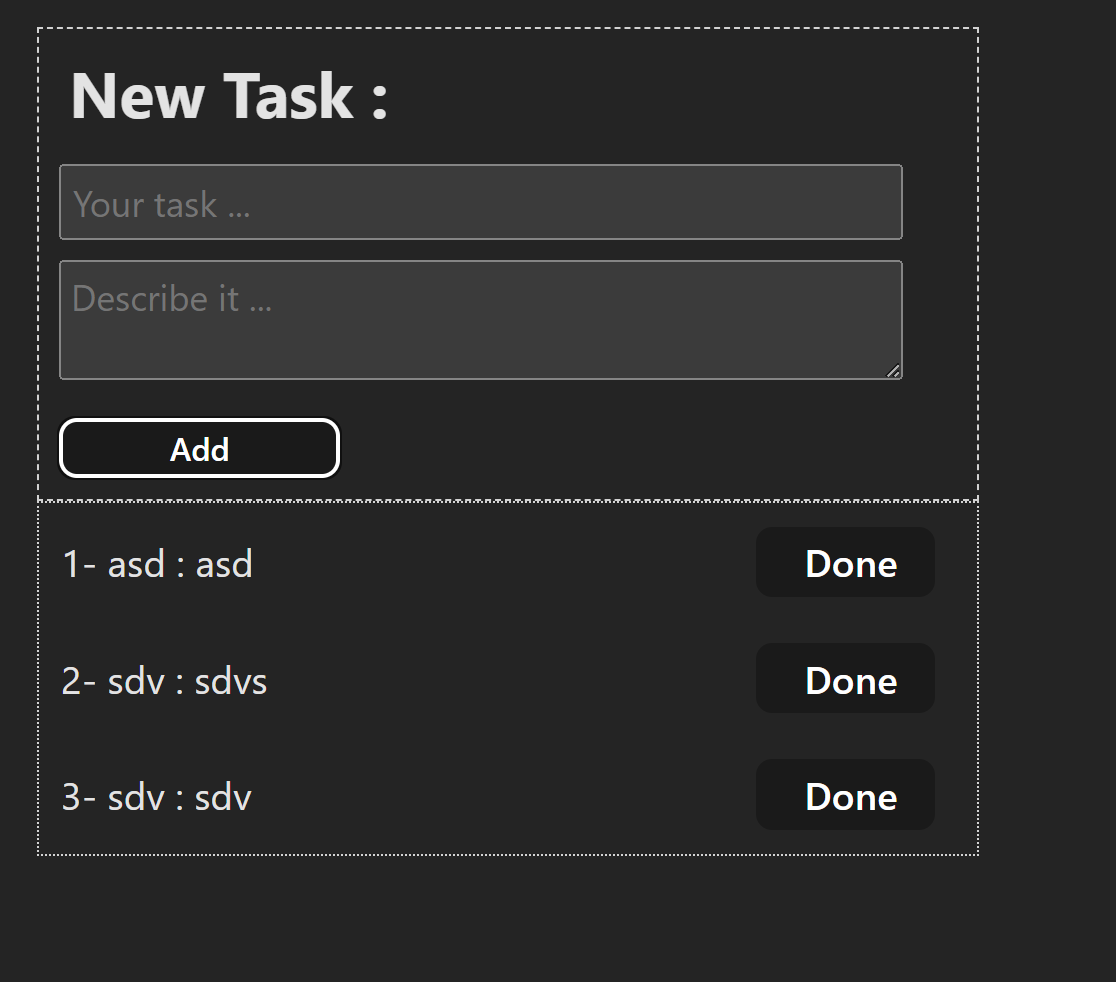 New Task :
Your task ...
Describe it ...
Add
1- asd : asd Done
2- sdv : sdvs Done
3- sdv : sdv Done